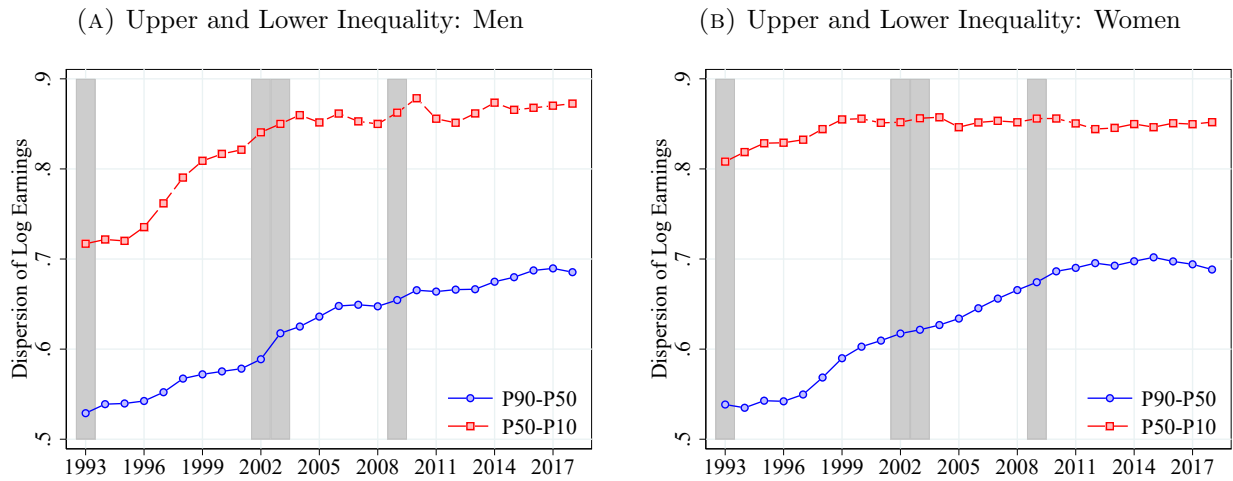 (A) Upper and Lower Inequality: Men
Dispersion of Log Earnings
.9
.8
.7
.6
.5
P90-P50
P50-P10
1993 1996 1999 2002 2005 2008 2011 2014 2017
(B) Upper and Lower Inequality: Women
Dispersion of Log Earnings
.9
.8
.7
.6
.5
P90-P50
P50-P10
1993 1996 1999 2002 2005 2008 2011 2014 2017